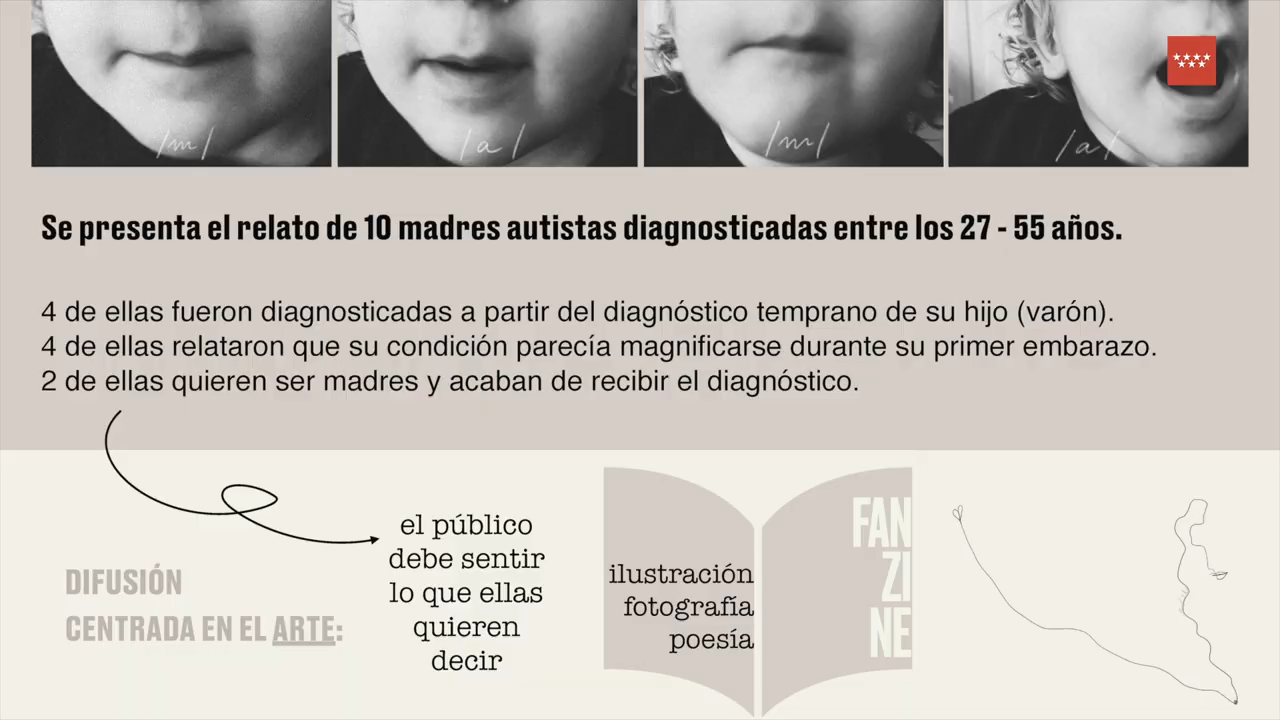 /m/
/a/
/m/
/a/
Se presenta el relato de 10 madres autistas diagnosticadas entre los 27 - 55 años.
4 de ellas fueron diagnosticadas a partir del diagnóstico temprano de su hijo (varón).
4 de ellas relataron que su condición parecía magnificarse durante su primer embarazo.
2 de ellas quieren ser madres y acaban de recibir el diagnóstico.
DIFUSIÓN
CENTRADA EN EL ARTE:
el público
debe sentir
lo que ellas
quieren
decir
ilustración
fotografía
poesía
FAN
ZI
NE